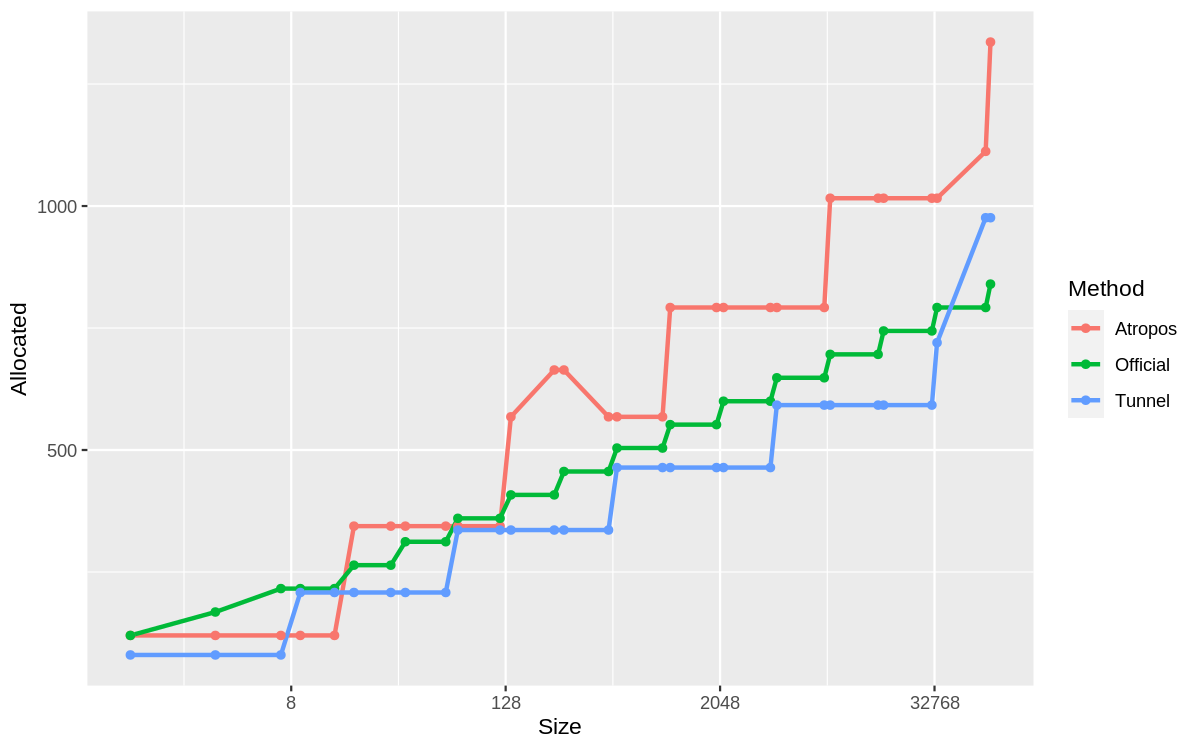 1000
500
Allocated
8
128
2048
32768
Size
Method
Atropos
Official
Tunnel